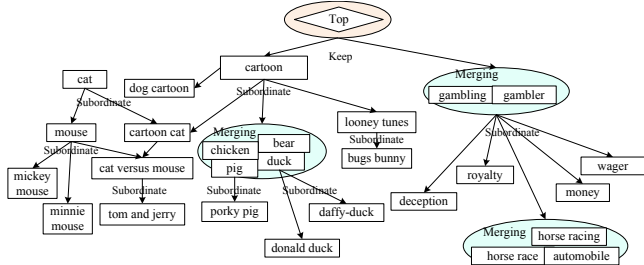 Top
Keep
cat
dog cartoon
cartoon
Merging
gambling
gambler
Subordinate
Subordinate
mouse
cartoon cat
Merging
chicken
bear
pig
duck
looney tunes
Subordinate
bugs bunny
Subordinate
Subordinate
cat versus mouse
mickey
mouse
minnie
mouse
Subordinate
tom and jerry
Subordinate
porky pig
Subordinate
daffy-duck
donald duck
deception
royalty
money
wager
Merging
horse racing
horse race
automobile